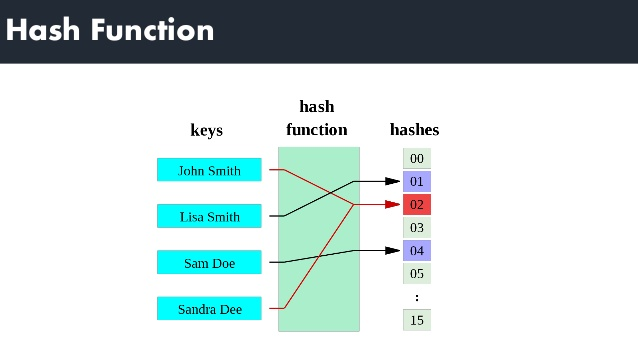 Hash Function
hash
keys function hashes
John Smith
Lisa Smith
Sam Doe
Sandra Dee
00
01
02
03
04
05
:
15